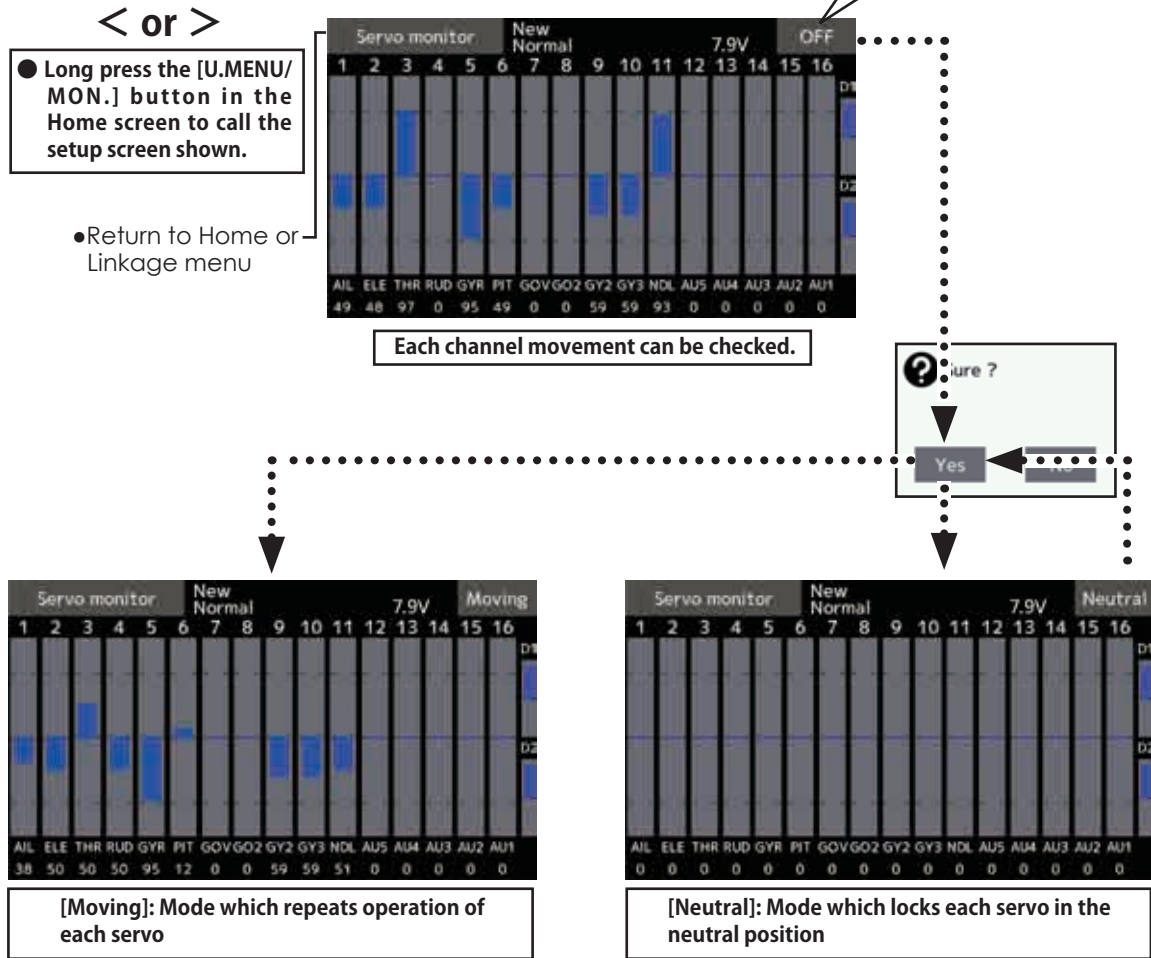 < or >
● Long press the [U.MENU/
MON.] button in the
Home screen to call the
setup screen shown.
●Return to Home or
Linkage menu
Servo monitor New Normal 7.9V OFF
1 2 3 4 5 6 7 8 9 10 11 12 13 14 15 16
D1
D2
AIL ELE THR RUD GYR PIT GOV GO2 GY2 GY3 NDL AU5 AU4 AU3 AU2 AU1
49 48 97 0 95 49 0 0 59 59 93 0 0 0 0 0
Each channel movement can be checked.
Sure ?
Yes No
Servo monitor New Normal 7.9V Moving
1 2 3 4 5 6 7 8 9 10 11 12 13 14 15 16
D1
D2
AIL ELE THR RUD GYR PIT GOV GO2 GY2 GY3 NDL AU5 AU4 AU3 AU2 AU1
38 50 50 50 95 12 0 0 59 59 51 0 0 0 0 0
[Moving]: Mode which repeats operation of
each servo
Servo monitor New Normal 7.9V Neutral
1 2 3 4 5 6 7 8 9 10 11 12 13 14 15 16
D1
D2
AIL ELE THR RUD GYR PIT GOV GO2 GY2 GY3 NDL AU5 AU4 AU3 AU2 AU1
0 0 0 0 0 0 0 0 0 0 0 0 0 0 0 0
[Neutral]: Mode which locks each servo in the
neutral position